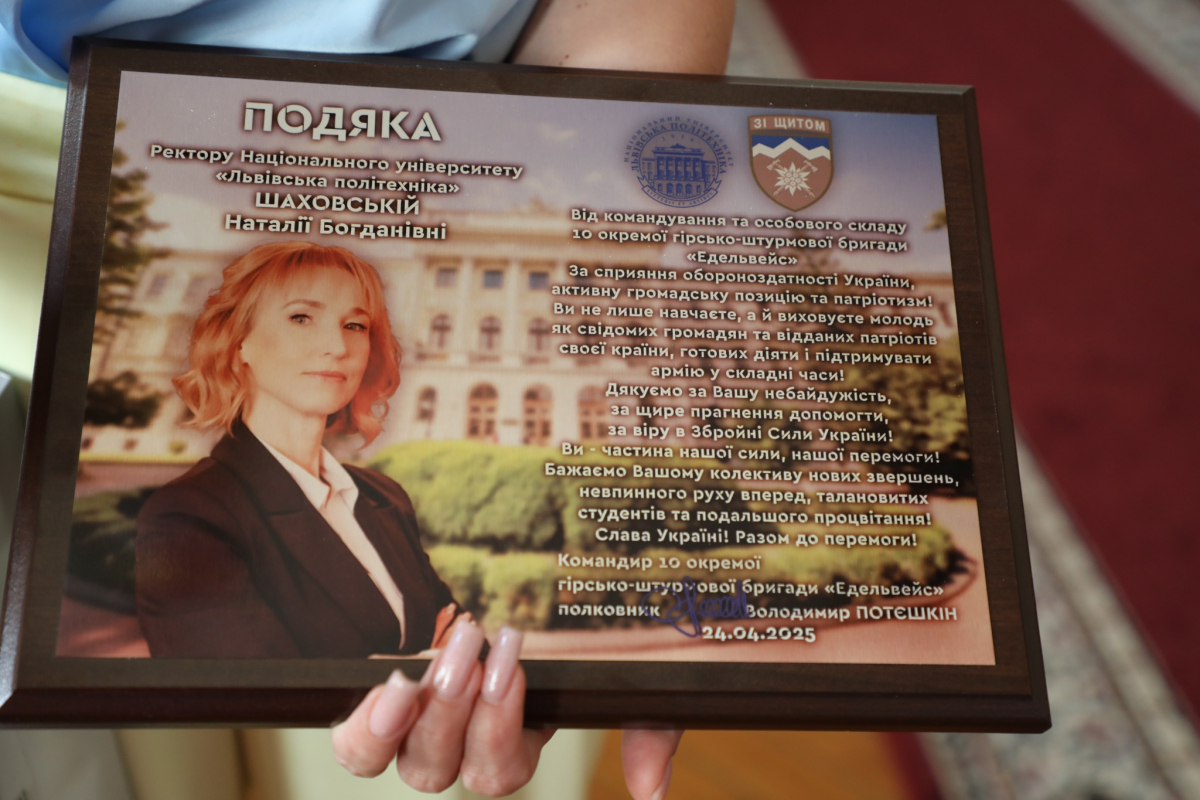 ПОДЯКА
Ректору Національного університету
«Львівська політехніка»
ШАХОВСЬКІЙ
Наталії Богданівні
ЛЬВІВСЬКА ПОЛІТЕХНІКА
ЗІ ЩИТОМ
Від командування та особового складу
10 окремої гірсько-штурмової бригади
«Едельвейс»
За сприяння обороноздатності України,
активну громадську позицію та патріотизм!
Ви не лише навчаєте, а й виховуєте молодь
як свідомих громадян та відданих патріотів
своєї країни, готових діяти і підтримувати
армію у складні часи!
Дякуємо за Вашу небайдужість,
за щире прагнення допомогти,
за віру в Збройні Сили України!
Ви - частина нашої сили, нашої перемоги!
Бажаємо Вашому колективу нових звершень,
невпинного руху вперед, талановитих
студентів та подальшого процвітання!
Слава Україні! Разом до перемоги!
Командир 10 окремої
гірсько-штурмової бригади «Едельвейс»
полковник Володимир ПОТЄШКІН
24.04.2025